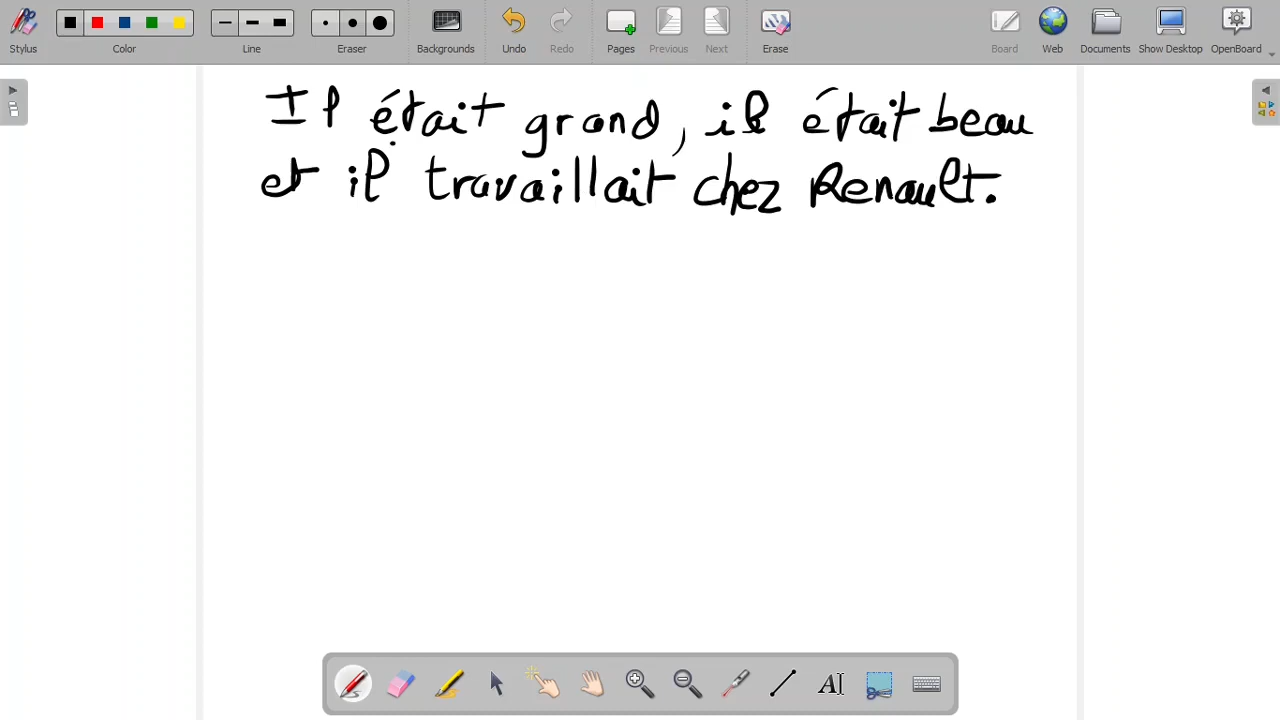 Stylus Color Line Eraser Backgrounds Undo Redo Pages Previous Next Erase Board Web Documents Show Desktop OpenBoard
Il était grand, il était beau
et il travaillait chez Renault.
AI